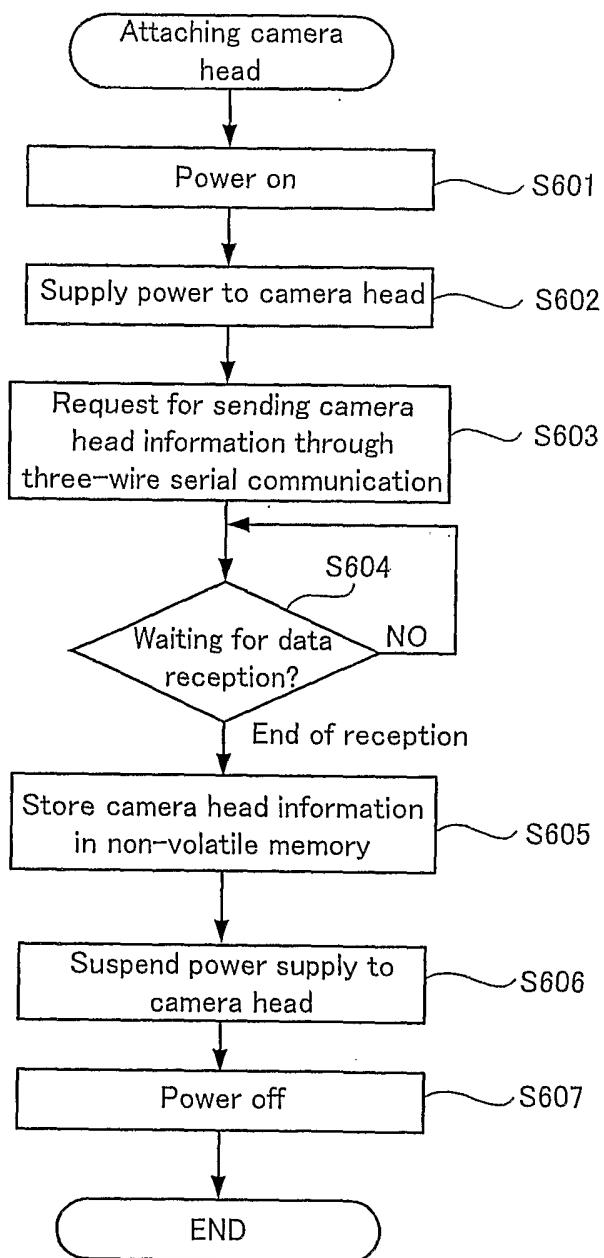 Attaching camera
head
Power on
S601
Supply power to camera head
S602
Request for sending camera
head information through
three-wire serial communication
S603
S604
Waiting for data
reception?
NO
End of reception
Store camera head information
in non-volatile memory
S605
Suspend power supply to
camera head
S606
Power off
S607
END